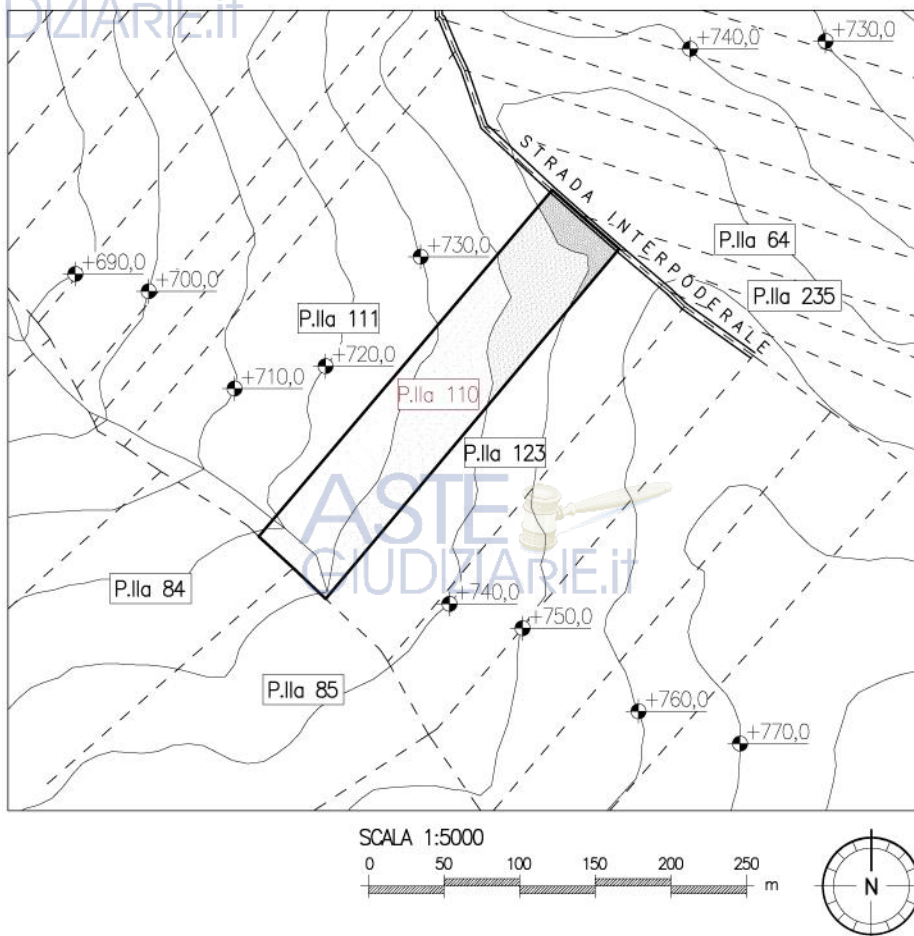 DIZIARIE.it
+740,0
+730,0
STRADA INTERPODERALE
P.lla 64
+730,0
+690,0
+700,0
P.lla 235
P.lla 111
+720,0
+710,0
P.lla 110
P.lla 123
ASTE
GIUDIZIARIE.it
P.lla 84
+740,0
+750,0
P.lla 85
+760,0
+770,0
SCALA 1:5000
0 50 100 150 200 250 m
N